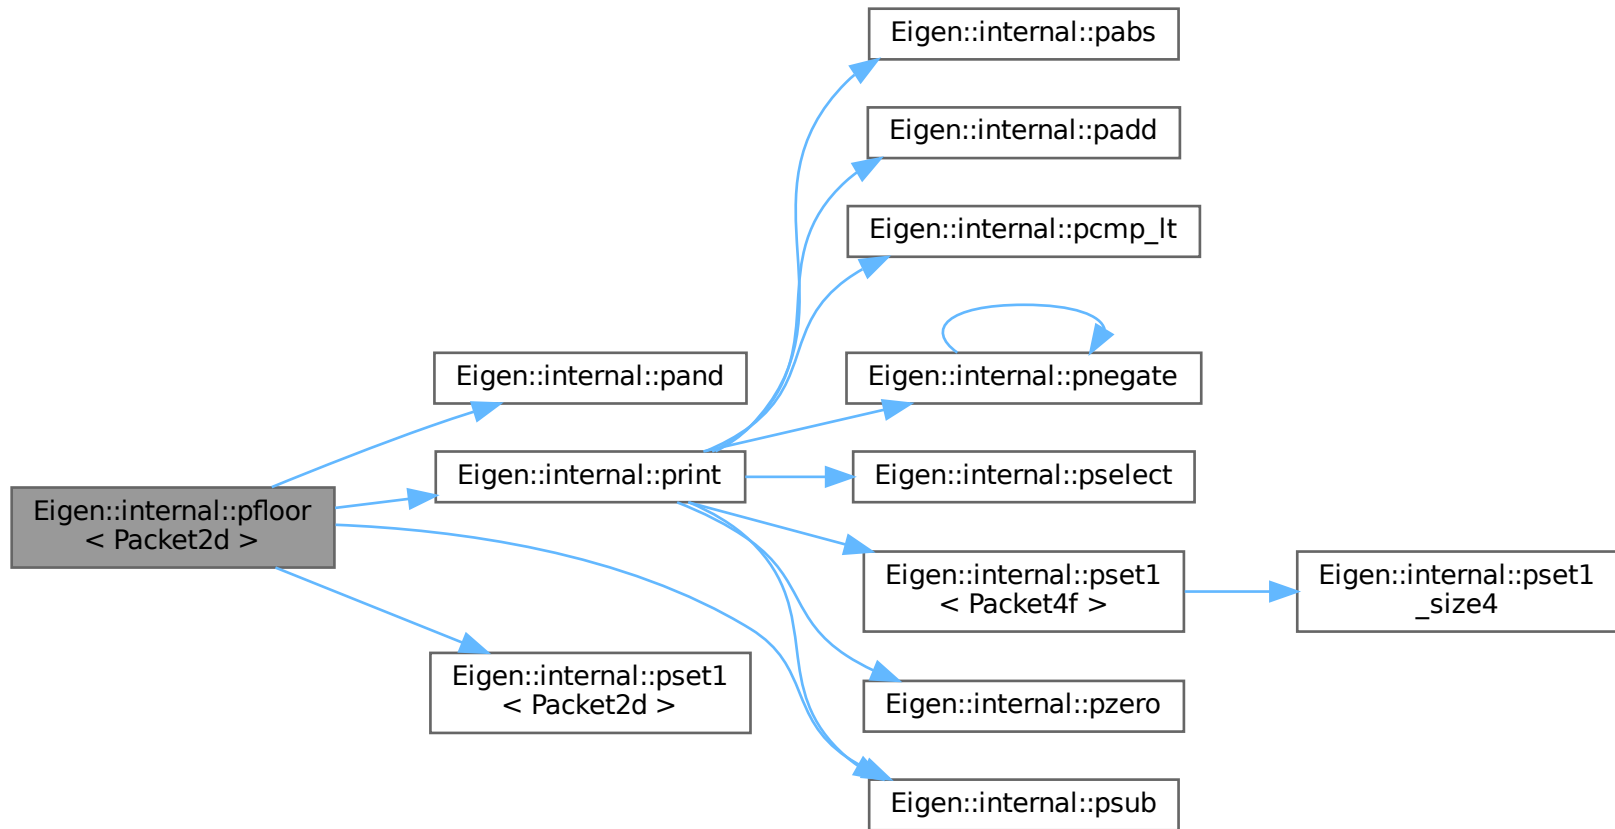 Eigen::internal::pabs
Eigen::internal::padd
Eigen::internal::pcmp_lt
Eigen::internal::pnegate
Eigen::internal::pand
Eigen::internal::print
Eigen::internal::pselect
Eigen::internal::pfloor
< Packet2d >
Eigen::internal::pset1
< Packet4f >
Eigen::internal::pset1
_size4
Eigen::internal::pset1
< Packet2d >
Eigen::internal::pzero
Eigen::internal::psub